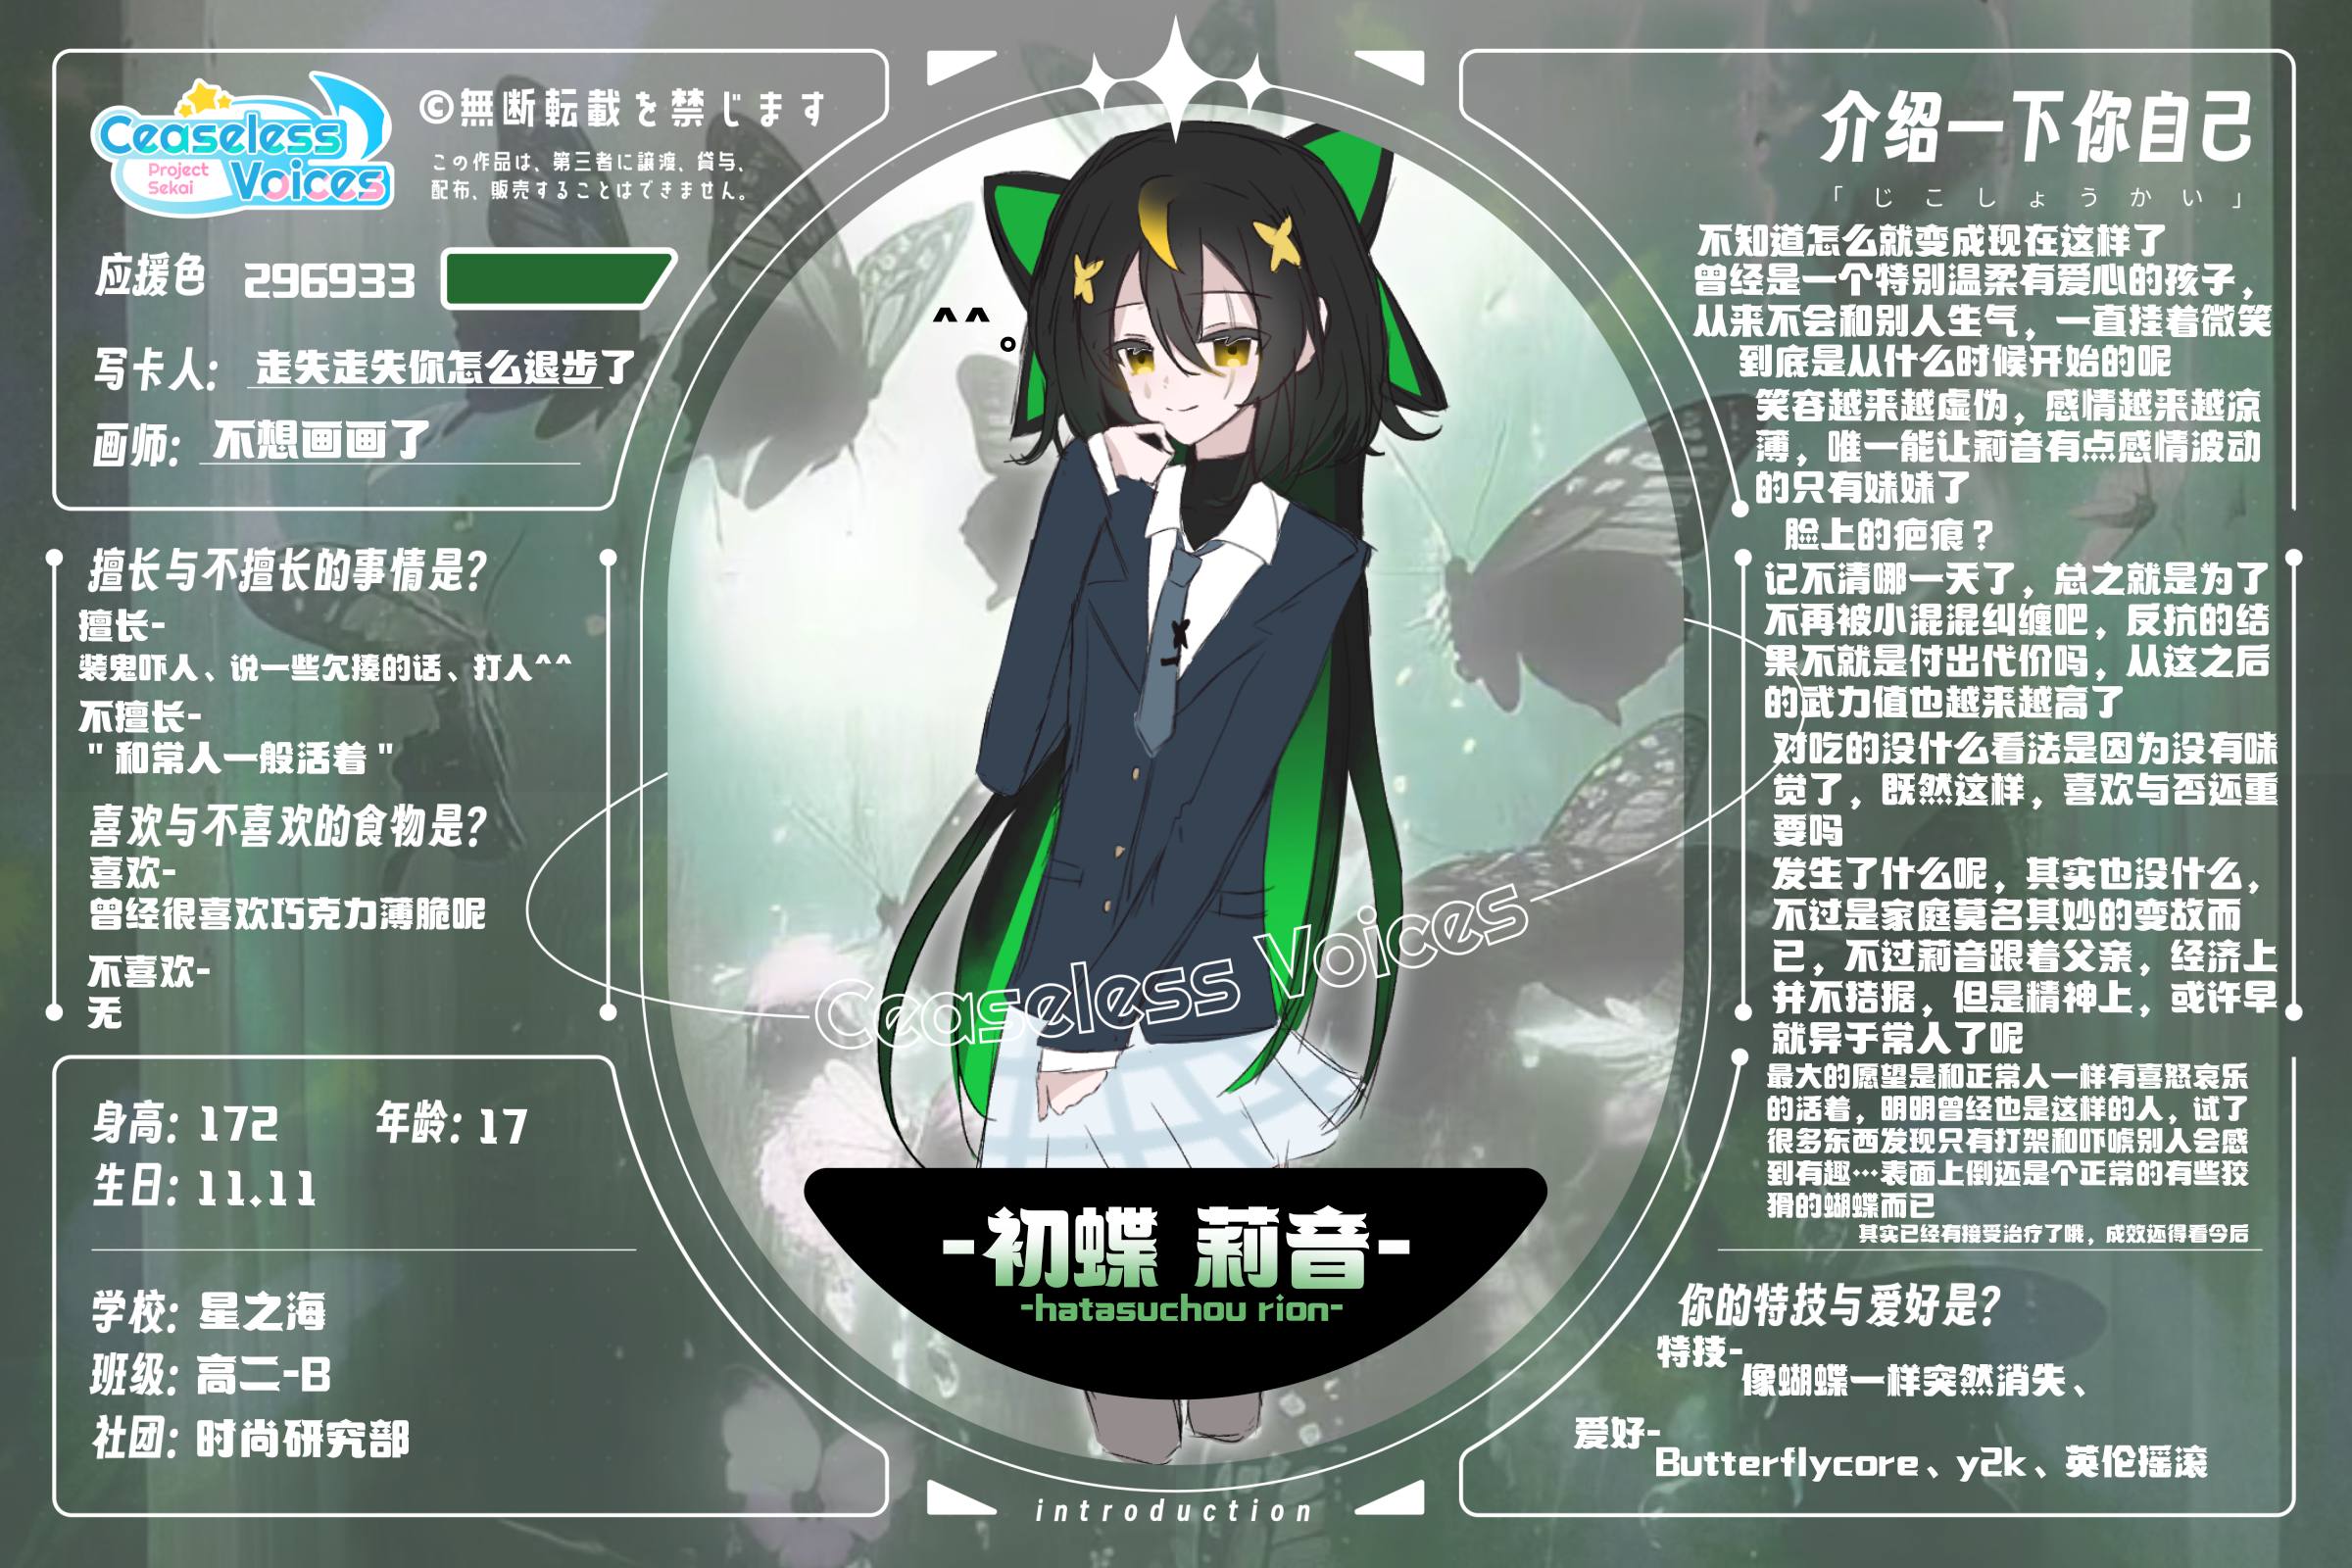 Ceaseless
Project
Sekai
Voices
©無断転載を禁じます
この作品は、第三者に譲渡、貸与、
配布、販売することはできません。
应援色 296933
写卡人: 走失走失你怎么退步了
画师: 不想画画了
擅长与不擅长的事情是?
擅长-
装鬼吓人、说一些欠揍的话、打人^^
不擅长-
"和常人一般活着"
喜欢与不喜欢的食物是?
喜欢-
曾经很喜欢巧克力薄脆呢
不喜欢-
无
身高: 172 年龄: 17
生日: 11.11
学校: 星之海
班级: 高二-B
社团: 时尚研究部
^^
。
Ceaseless Voices
-初蝶 莉音-
-hatasuchou rion-
introduction
介绍一下你自己
「じこしょうかい」
不知道怎么就变成现在这样了
曾经是一个特别温柔有爱心的孩子，
从来不会和别人生气，一直挂着微笑
到底是从什么时候开始的呢
笑容越来越虚伪，感情越来越凉
薄，唯一能让莉音有点感情波动
的只有妹妹了
脸上的疤痕？
记不清哪一天了，总之就是为了
不再被小混混纠缠吧，反抗的结
果不就是付出代价吗，从这之后
的武力值也越来越高了
对吃的没什么看法是因为没有味
觉了，既然这样，喜欢与否还重
要吗
发生了什么呢，其实也没什么，
不过是家庭莫名其妙的变故而
已，不过莉音跟着父亲，经济上
并不拮据，但是精神上，或许早
就异于常人了呢
最大的愿望是和正常人一样有喜怒哀乐
的活着，明明曾经也是这样的人，试了
很多东西发现只有打架和吓唬别人会感
到有趣…表面上倒还是个正常的有些狡
猾的蝴蝶而已
其实已经有接受治疗了哦，成效还得看今后
你的特技与爱好是?
特技-
像蝴蝶一样突然消失、
爱好-
Butterflycore、y2k、英伦摇滚